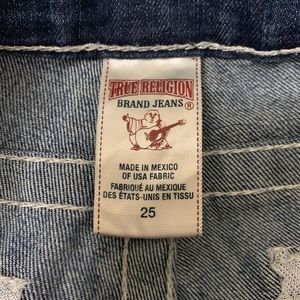 TRUE RELIGION
BRAND JEANS®
MADE IN MEXICO
OF USA FABRIC
FABRIQUÉ AU MEXIQUE
DES ÉTATS-UNIS EN TISSU
25